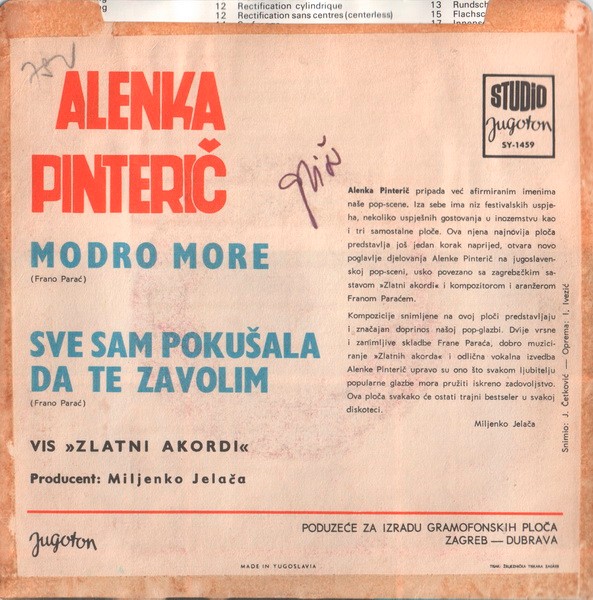 12 Rectification cylindrique
12 Rectification sans centres (centerless)
13 Rundsch
15 Flachsc
ALENKA
PINTERIČ
STUDIO
Jugoton
SY-1459
MODRO MORE
(Frano Parać)
SVE SAM POKUŠALA
DA TE ZAVOLIM
(Frano Parać)
VIS »ZLATNI AKORDI«
Producent: Miljenko Jelača
Alenka Pinterič pripada već afirmiranim imenima
naše pop-scene. Iza sebe ima niz festivalskih uspje-
ha, nekoliko uspješnih gostovanja u inozemstvu kao
i tri samostalne ploče. Ova njena najnovija ploča
predstavlja još jedan korak naprijed, otvara novo
poglavlje djelovanja Alenke Pinterič na jugoslaven-
skoj pop-sceni, usko povezano sa zagrebačkim sa-
stavom »Zlatni akordi« i kompozitorom i aranžerom
Franom Paraćem.
Kompozicije snimljene na ovoj ploči predstavljaju
i značajan doprinos našoj pop-glazbi. Dvije vrsne
i zanimljive skladbe Frane Paraća, dobro muzici-
ranje »Zlatnih akorda« i odlična vokalna izvedba
Alenke Pinterič upravo su ono što svakom ljubitelju
popularne glazbe mora pružiti iskreno zadovoljstvo.
Ova ploča svakako će ostati trajni bestseler u svakoj
diskoteci.
Miljenko Jelača
Snimio: J. Ćetković — Oprema: I. Ivezić
Jugoton
PODUZEĆE ZA IZRADU GRAMOFONSKIH PLOČA
ZAGREB — DUBRAVA
MADE IN YUGOSLAVIA
TISAK: ŽELJEZNIČKA TISKARA ZAGREB